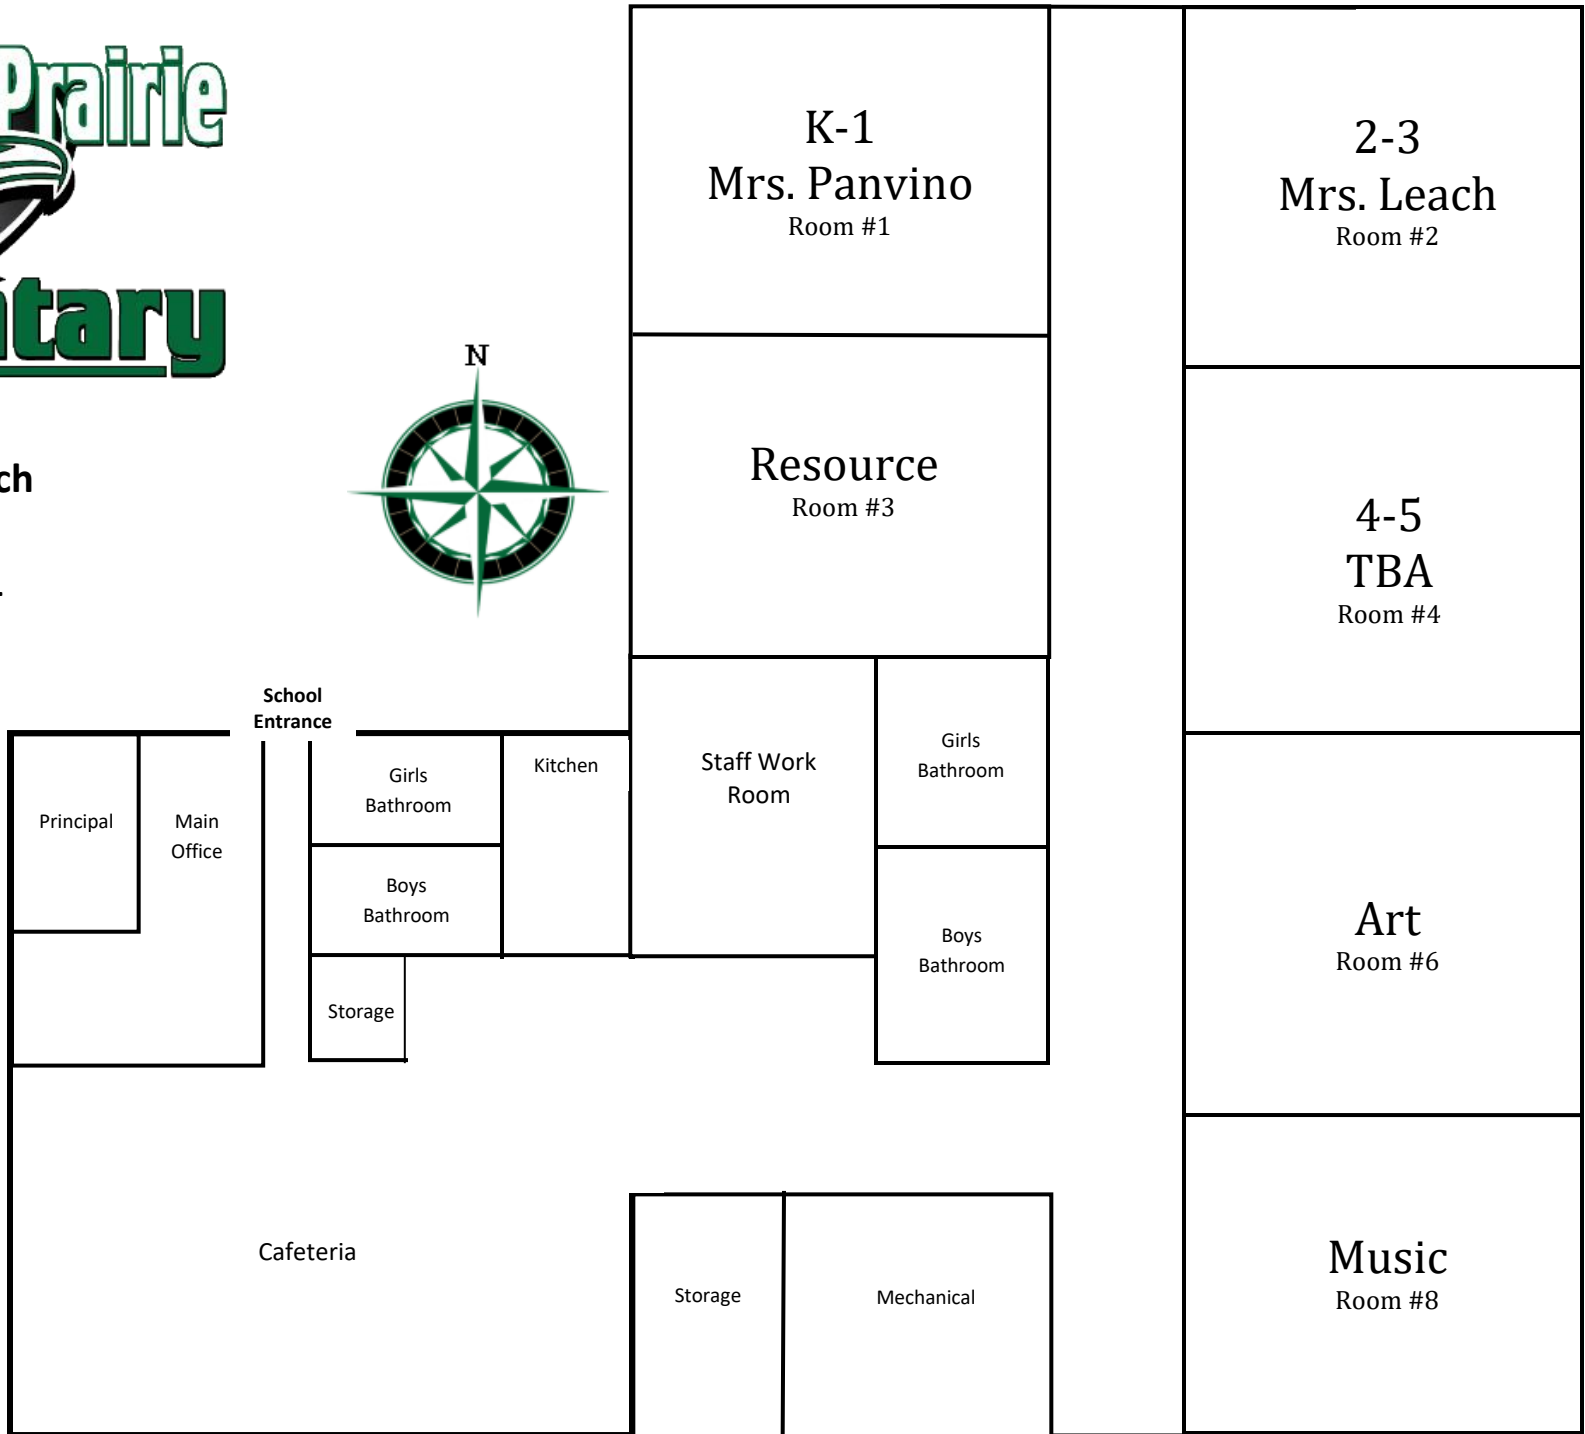 Prairie
K-1
Mrs. Panvino
Room #1
2-3
Mrs. Leach
Room #2
N
Resource
Room #3
4-5
TBA
Room #4
School
Entrance
Principal
Main
Office
Girls
Bathroom
Kitchen
Staff Work
Room
Girls
Bathroom
Boys
Bathroom
Boys
Bathroom
Storage
Art
Room #6
Cafeteria
Storage
Mechanical
Music
Room #8